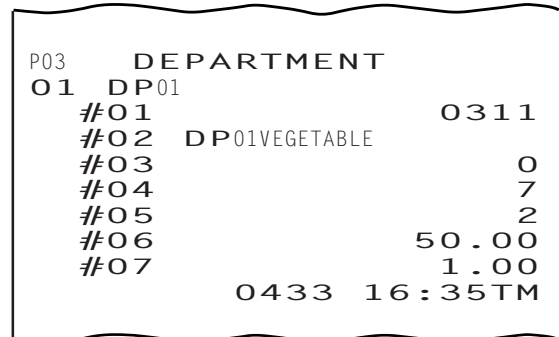 P03 DEPARTMENT
01 DP01
#01 0311
#02 DP01VEGETABLE
#03 0
#04 7
#05 2
#06 50.00
#07 1.00
0433 16:35TM